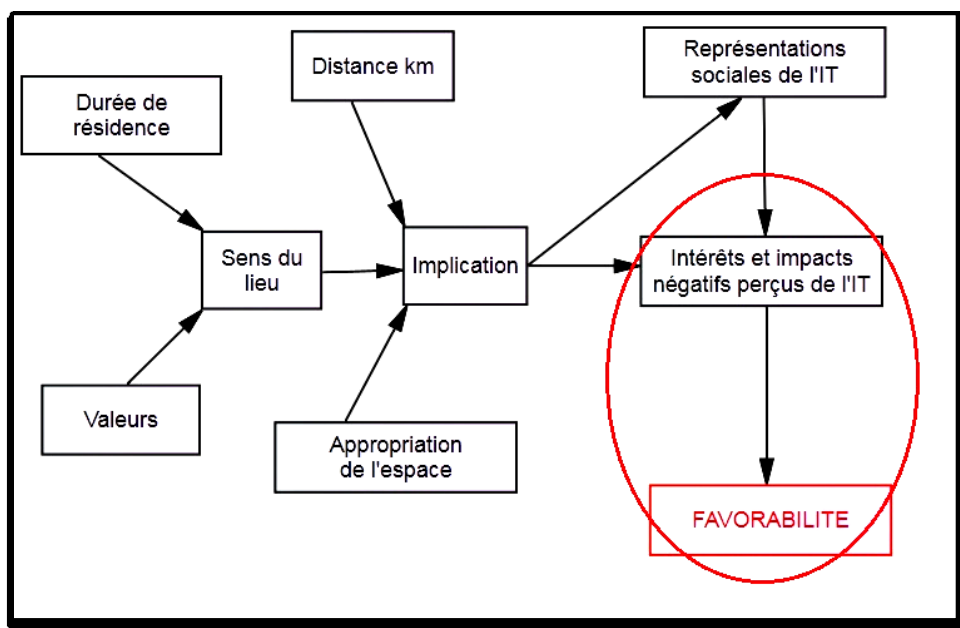 Durée de
résidence
Distance km
Représentations
sociales de l'IT
Sens du
lieu
Implication
Intérêts et impacts
négatifs perçus de l'IT
Valeurs
Appropriation
de l'espace
FAVORABILITE